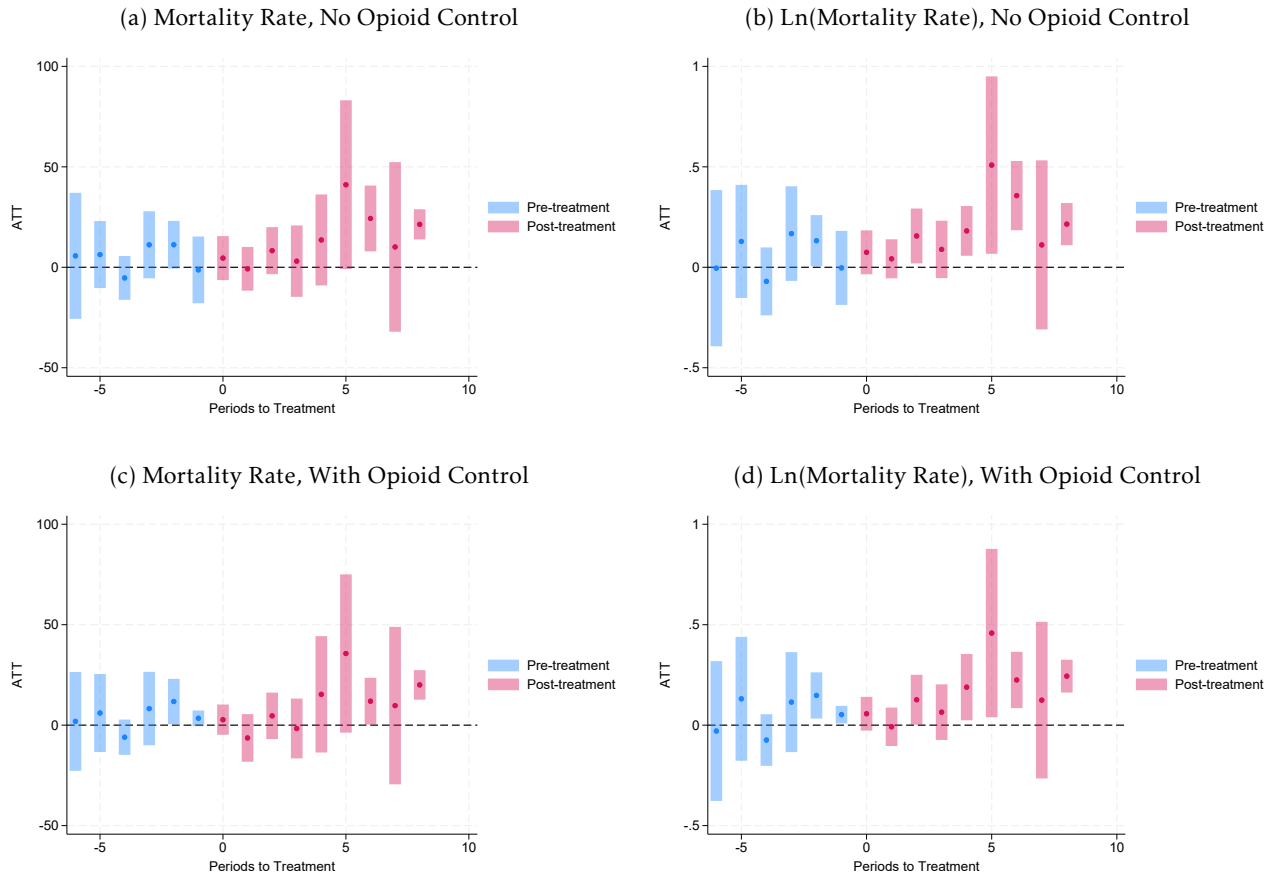 (a) Mortality Rate, No Opioid Control
100
50
0
-50
ATT
-5
0
5
10
Periods to Treatment
Pre-treatment
Post-treatment
(b) Ln(Mortality Rate), No Opioid Control
1
.5
0
-.5
ATT
-5
0
5
10
Periods to Treatment
Pre-treatment
Post-treatment
(c) Mortality Rate, With Opioid Control
100
50
0
-50
ATT
-5
0
5
10
Periods to Treatment
Pre-treatment
Post-treatment
(d) Ln(Mortality Rate), With Opioid Control
1
.5
0
-.5
ATT
-5
0
5
10
Periods to Treatment
Pre-treatment
Post-treatment